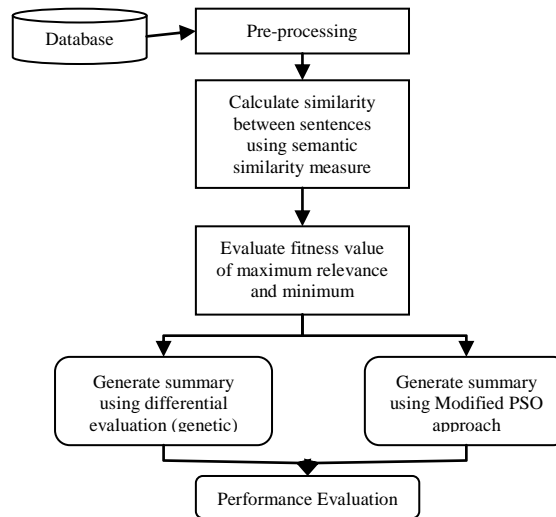 Database
Pre-processing
Calculate similarity
between sentences
using semantic
similarity measure
Evaluate fitness value
of maximum relevance
and minimum
Generate summary
using differential
evaluation (genetic)
Generate summary
using Modified PSO
approach
Performance Evaluation